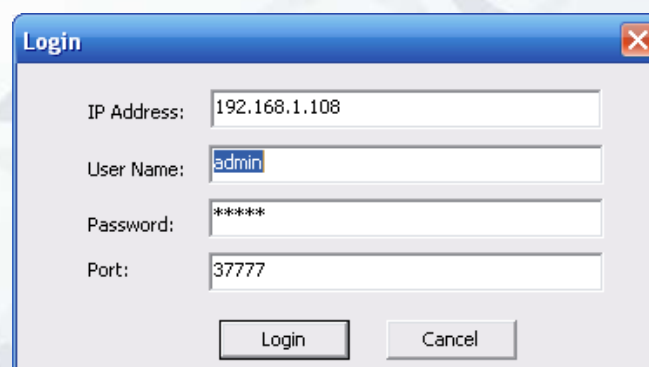 Login
IP Address: 192.168.1.108
User Name: admin
Password: *****
Port: 37777
Login Cancel